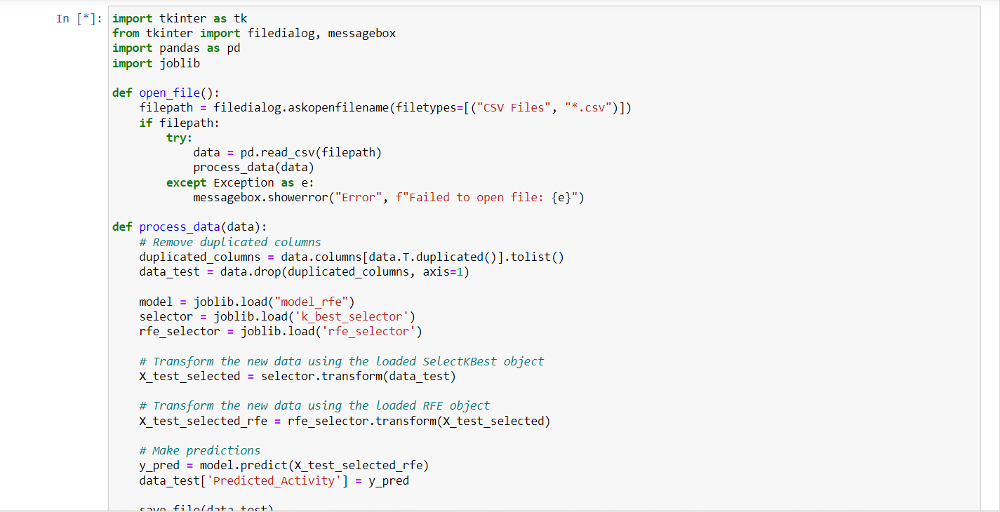 In [*]: import tkinter as tk
from tkinter import filedialog, messagebox
import pandas as pd
import joblib

def open_file():
    filepath = filedialog.askopenfilename(filetypes=[("CSV Files", "*.csv")])
    if filepath:
        try:
            data = pd.read_csv(filepath)
            process_data(data)
        except Exception as e:
            messagebox.showerror("Error", f"Failed to open file: {e}")

def process_data(data):
    # Remove duplicated columns
    duplicated_columns = data.columns[data.T.duplicated()].tolist()
    data_test = data.drop(duplicated_columns, axis=1)

    model = joblib.load("model_rfe")
    selector = joblib.load('k_best_selector')
    rfe_selector = joblib.load('rfe_selector')

    # Transform the new data using the loaded SelectKBest object
    X_test_selected = selector.transform(data_test)

    # Transform the new data using the loaded RFE object
    X_test_selected_rfe = rfe_selector.transform(X_test_selected)

    # Make predictions
    y_pred = model.predict(X_test_selected_rfe)
    data_test['Predicted_Activity'] = y_pred

    save_file(data_test)